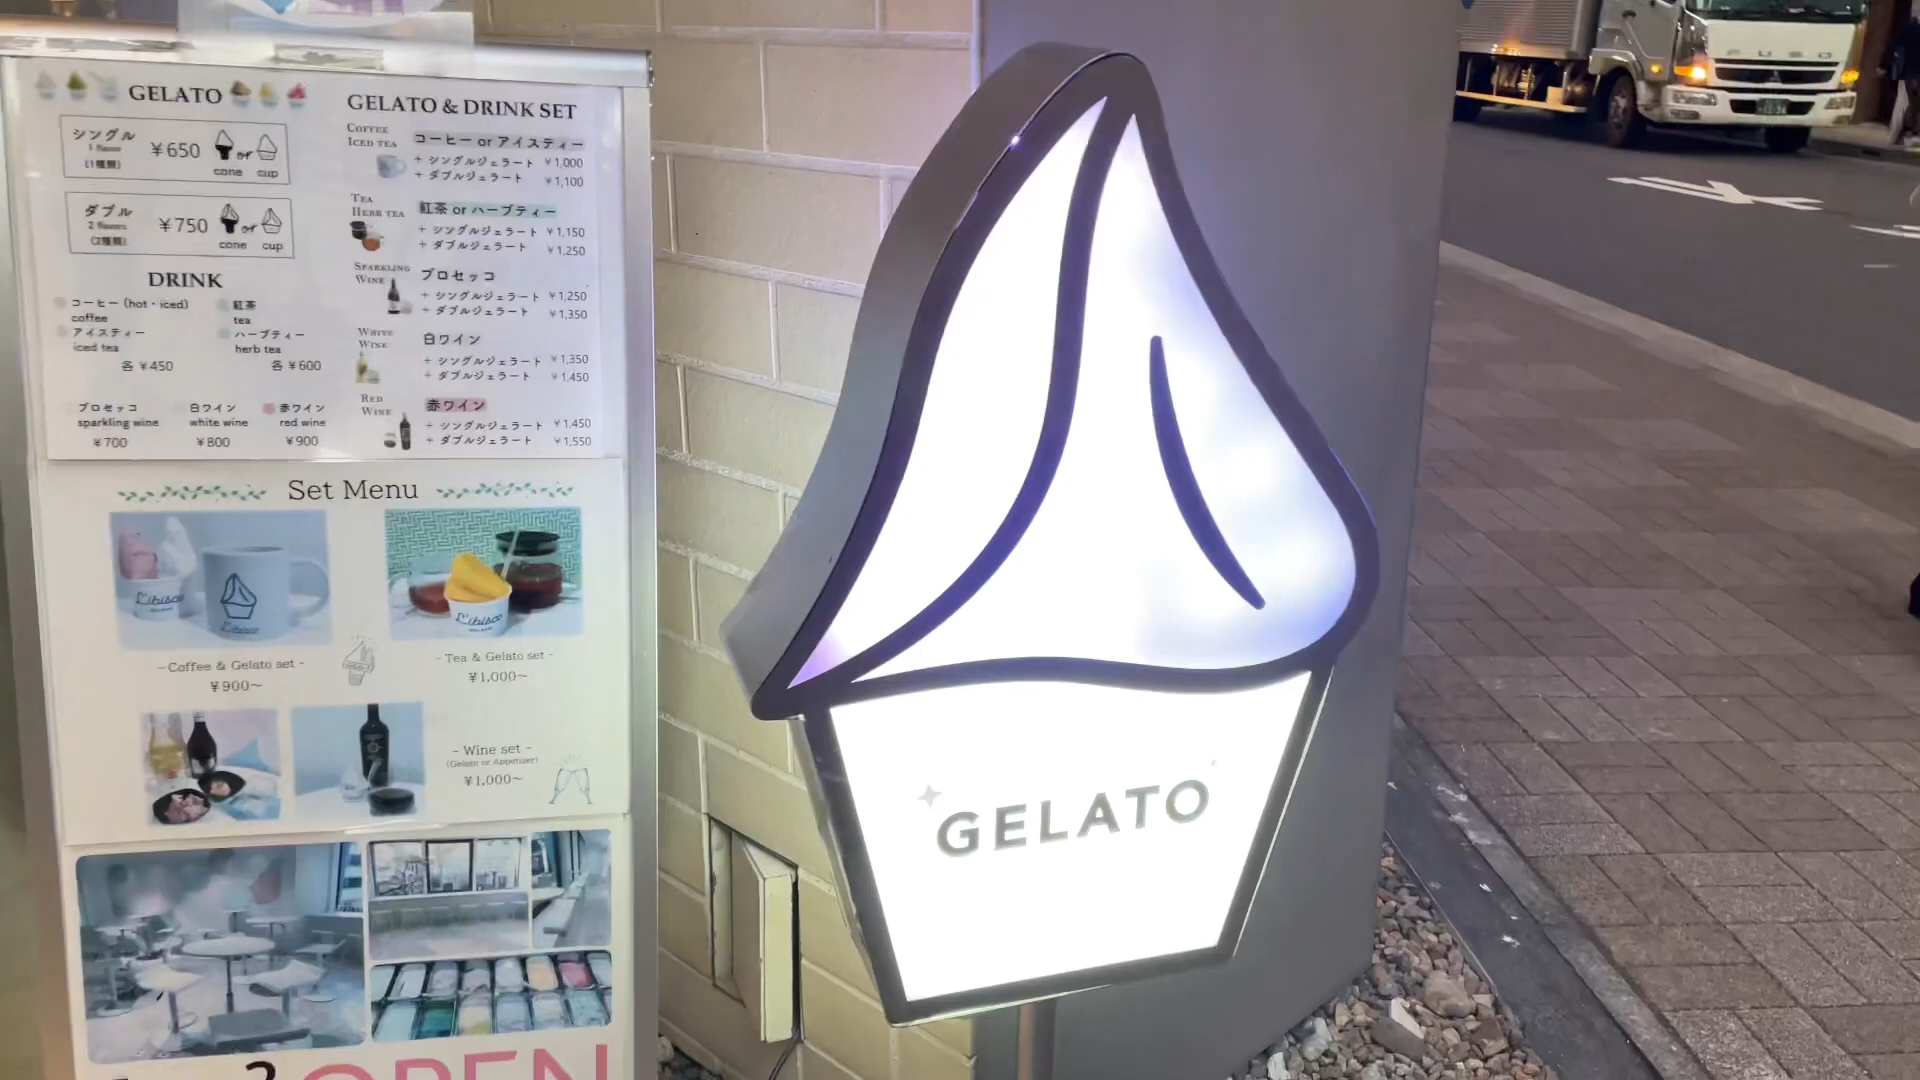 GELATO
シングル
1 flavor
(1種類)
¥650
or
cone cup
ダブル
2 flavors
(2種類)
¥750
or
cone cup
DRINK
コーヒー (hot・iced)
coffee
アイスティー
iced tea
各 ¥450
紅茶
tea
ハーブティー
herb tea
各 ¥600
プロセッコ
sparkling wine
¥700
白ワイン
white wine
¥800
赤ワイン
red wine
¥900
GELATO & DRINK SET
COFFEE
ICED TEA
コーヒー or アイスティー
+ シングルジェラート ¥1,000
+ ダブルジェラート ¥1,100
TEA
HERB TEA
紅茶 or ハーブティー
+ シングルジェラート ¥1,150
+ ダブルジェラート ¥1,250
SPARKLING
WINE
プロセッコ
+ シングルジェラート ¥1,250
+ ダブルジェラート ¥1,350
WHITE
WINE
白ワイン
+ シングルジェラート ¥1,350
+ ダブルジェラート ¥1,450
RED
WINE
赤ワイン
+ シングルジェラート ¥1,450
+ ダブルジェラート ¥1,550
Set Menu
L'ibisco
L'ibisco
L'ibisco
-Coffee & Gelato set -
¥900~
- Tea & Gelato set -
¥1,000~
- Wine set -
(Gelato or Appetizer)
¥1,000~
OPEN
GELATO
FUSO